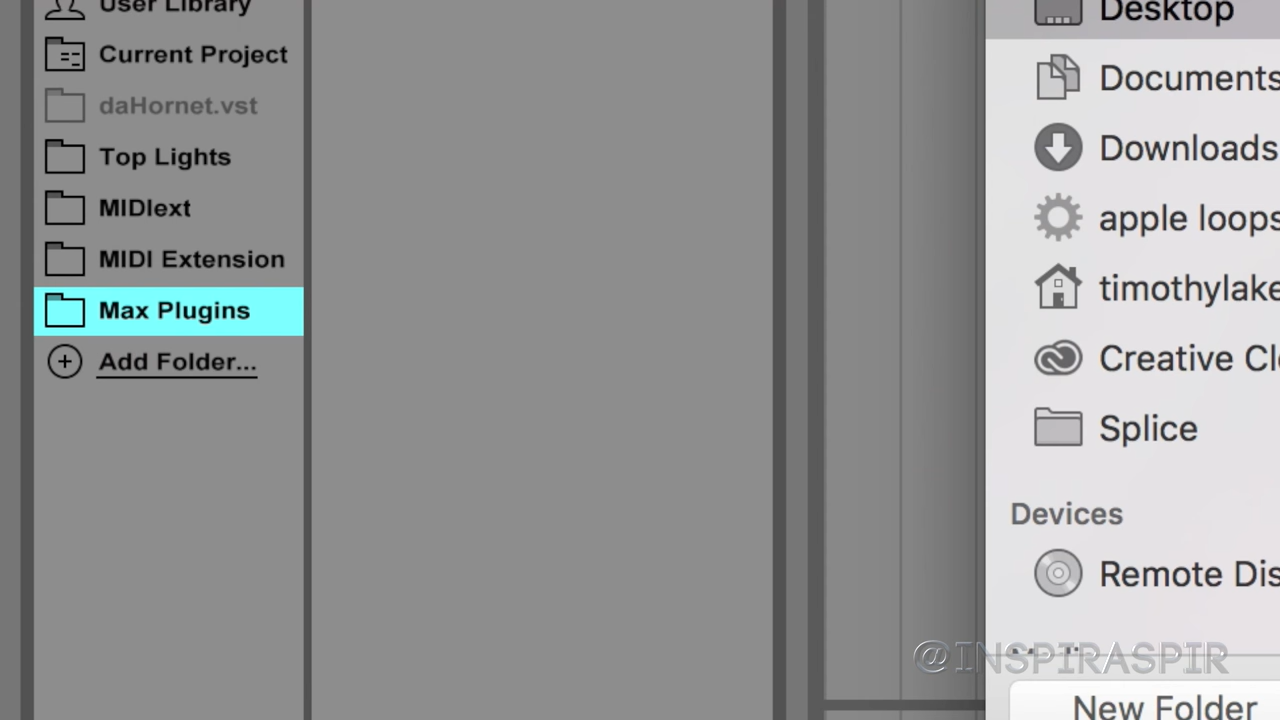 User Library
Current Project
daHornet.vst
Top Lights
MIDIext
MIDI Extension
Max Plugins
Add Folder...
Desktop
Documents
Downloads
apple loops
timothylake
Creative Clo
Splice
Devices
Remote Dis
@INSPIRASPIR
New Folder